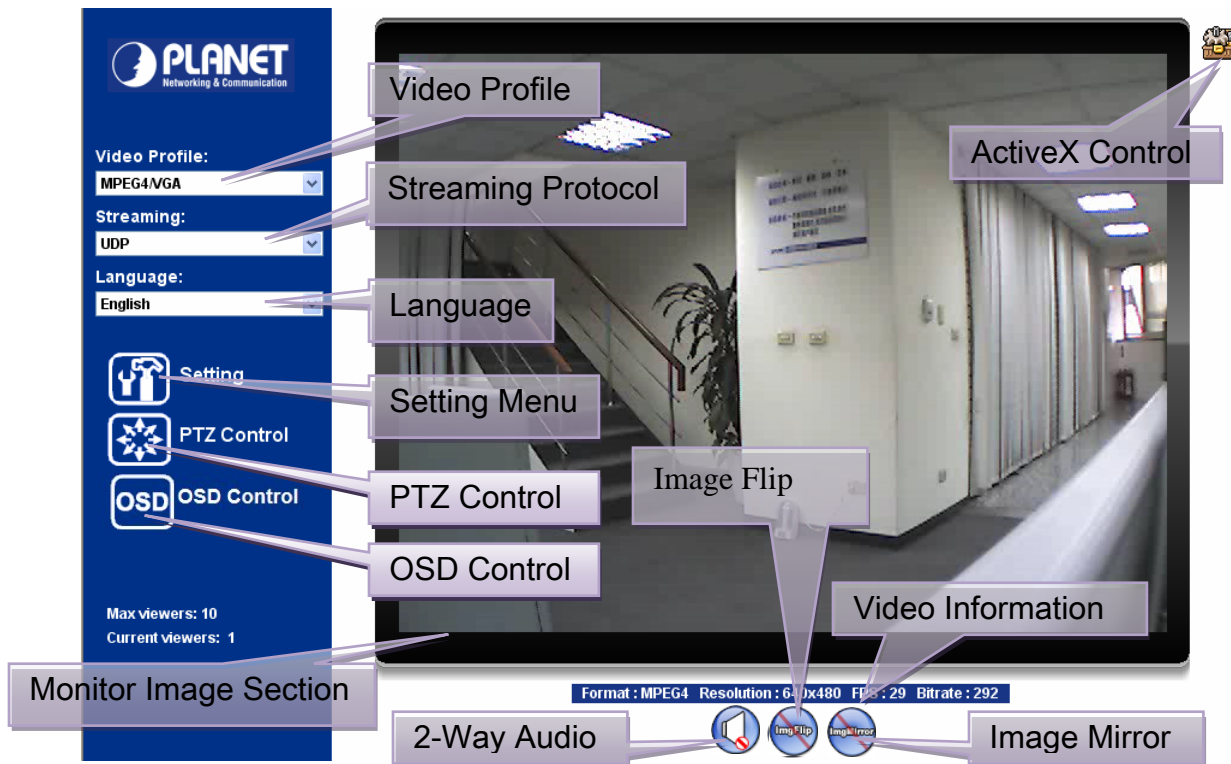 PLANET
Networking & Communication
Video Profile:
MPEG4/VGA
Streaming:
UDP
Language:
English
Setting
PTZ Control
OSD
OSD Control
Max viewers: 10
Current viewers: 1
Video Profile
Streaming Protocol
Language
Setting Menu
PTZ Control
OSD Control
ActiveX Control
Image Flip
Video Information
Monitor Image Section
Format : MPEG4 Resolution : 640x480 FPS : 29 Bitrate : 292
ImgFlip
ImgMirror
2-Way Audio
Image Mirror